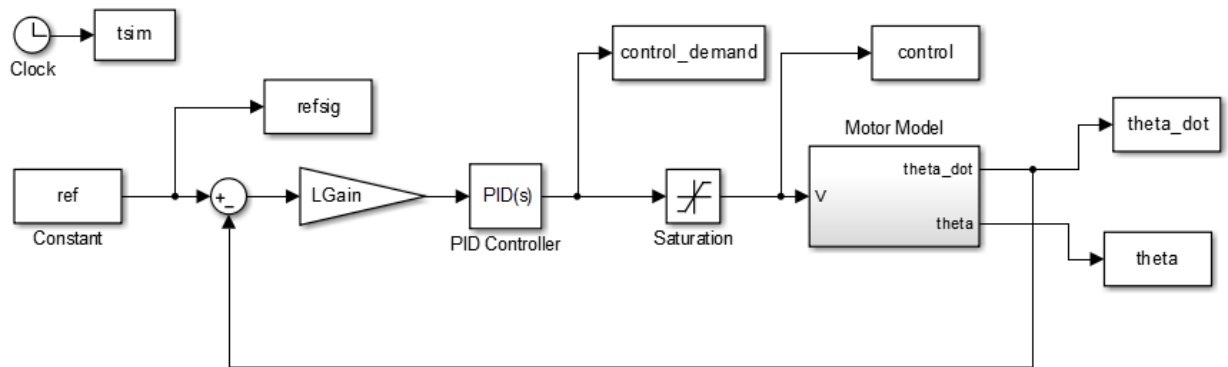 tsim
Clock
control_demand
control
refsig
theta_dot
Motor Model
ref
+
−
LGain
PID(s)
V
theta_dot
theta
Constant
PID Controller
Saturation
theta